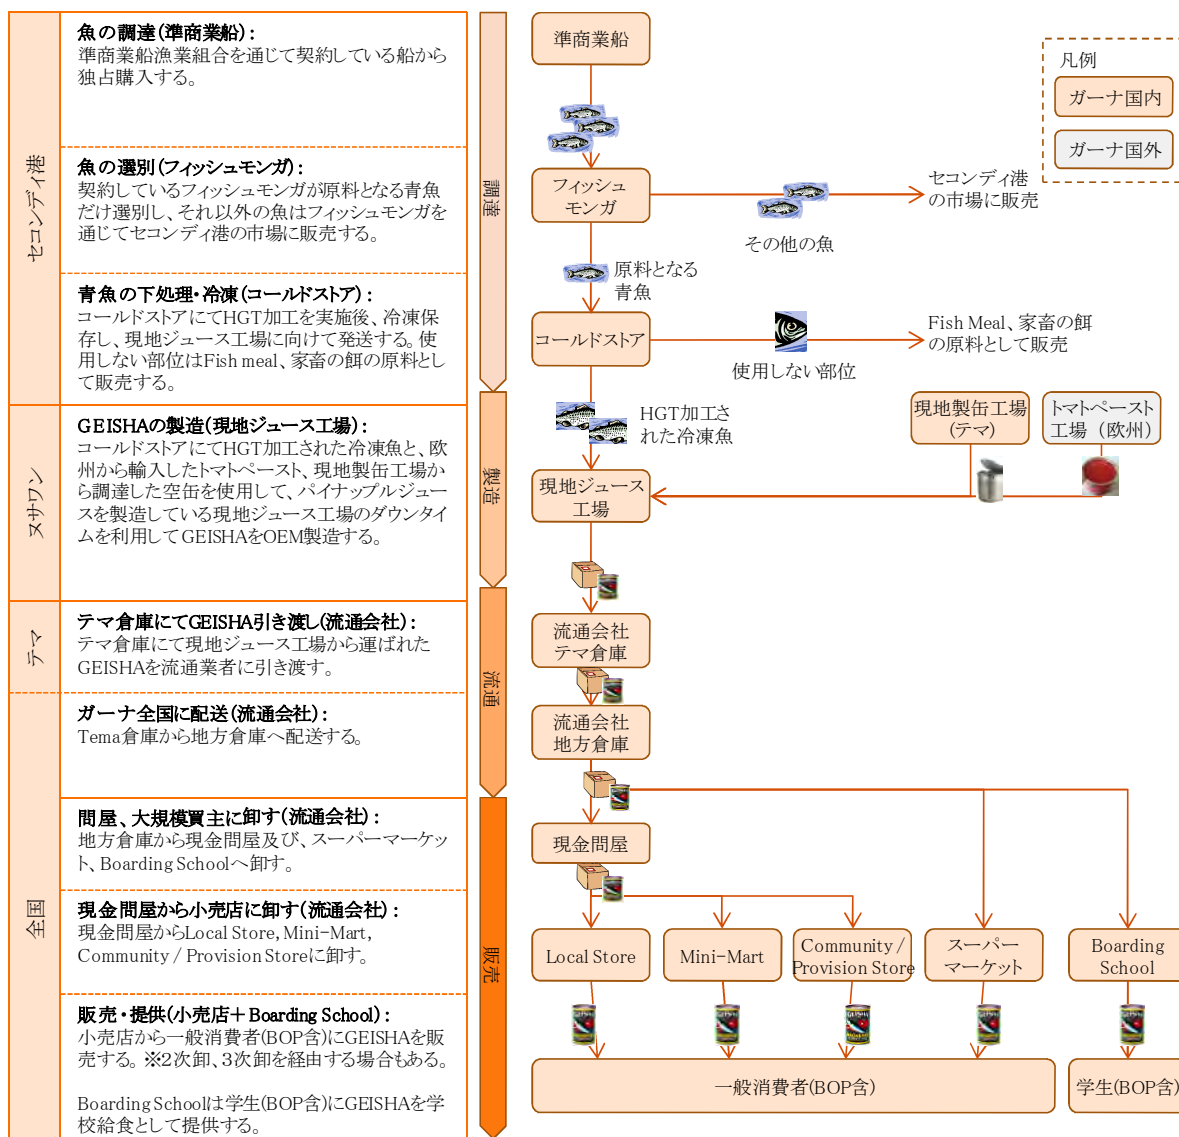 セコンディ港
魚の調達(準商業船):
準商業船漁業組合を通じて契約している船から
独占購入する。
魚の選別(フィッシュモンガ):
契約しているフィッシュモンガが原料となる青魚
だけ選別し、それ以外の魚はフィッシュモンガを
通じてセコンディ港の市場に販売する。
青魚の下処理・冷凍(コールドストア):
コールドストアにてHGT加工を実施後、冷凍保
存し、現地ジュース工場に向けて発送する。使
用しない部位はFish meal、家畜の餌の原料とし
て販売する。
ヌサワン
GEISHAの製造(現地ジュース工場):
コールドストアにてHGT加工された冷凍魚と、欧
州から輸入したトマトペースト、現地製缶工場か
ら調達した空缶を使用して、パイナップルジュー
スを製造している現地ジュース工場のダウンタイ
ムを利用してGEISHAをOEM製造する。
テマ
テマ倉庫にてGEISHA引き渡し(流通会社):
テマ倉庫にて現地ジュース工場から運ばれた
GEISHAを流通業者に引き渡す。
全国
ガーナ全国に配送(流通会社):
Tema倉庫から地方倉庫へ配送する。
問屋、大規模買主に卸す(流通会社):
地方倉庫から現金問屋及び、スーパーマーケッ
ト、Boarding Schoolへ卸す。
現金問屋から小売店に卸す(流通会社):
現金問屋からLocal Store, Mini-Mart,
Community / Provision Storeに卸す。
販売・提供(小売店+Boarding School):
小売店から一般消費者(BOP含)にGEISHAを販
売する。※2次卸、3次卸を経由する場合もある。
Boarding Schoolは学生(BOP含)にGEISHAを学
校給食として提供する。
調達
製造
流通
販売
準商業船
凡例
ガーナ国内
ガーナ国外
フィッシュ
モンガ
セコンディ港
の市場に販売
その他の魚
原料となる
青魚
コールドストア
Fish Meal、家畜の餌
の原料として販売
使用しない部位
HGT加工さ
れた冷凍魚
現地製缶工場
(テマ)
トマトペースト
工場（欧州）
現地ジュース
工場
流通会社
テマ倉庫
流通会社
地方倉庫
現金問屋
Local Store
Mini-Mart
Community /
Provision Store
スーパー
マーケット
Boarding
School
GEISHA
GEISHA
GEISHA
GEISHA
GEISHA
一般消費者(BOP含)
学生(BOP含)